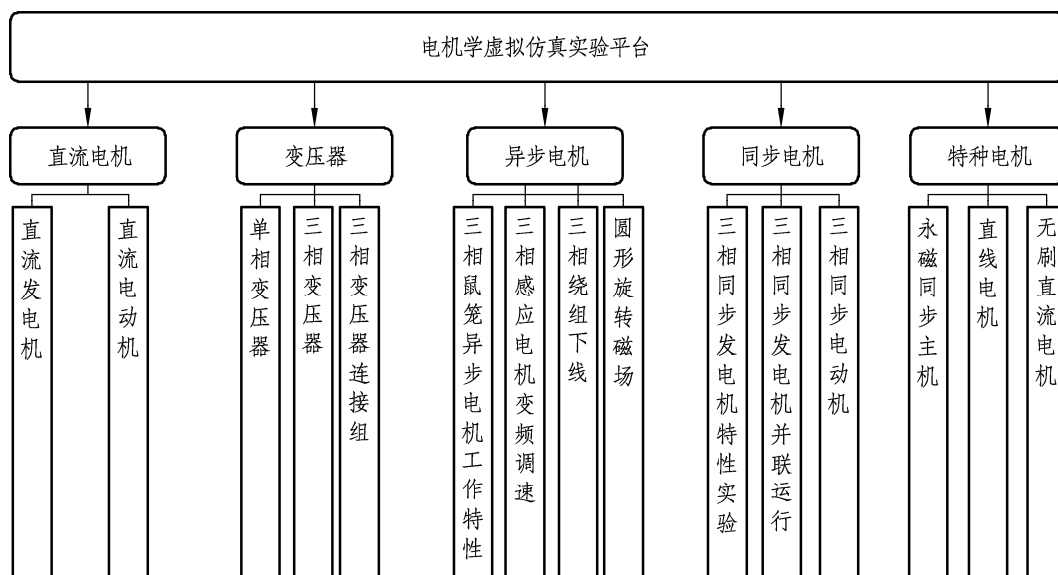 电机学虚拟仿真实验平台
直流电机
变压器
异步电机
同步电机
特种电机
直流发电机
直流电动机
单相变压器
三相变压器
三相变压器连接组
三相鼠笼异步电机工作特性
三相感应电机变频调速
三相绕组下线
圆形旋转磁场
三相同步发电机特性实验
三相同步发电机并联运行
三相同步电动机
永磁同步主机
直线电机
无刷直流电机